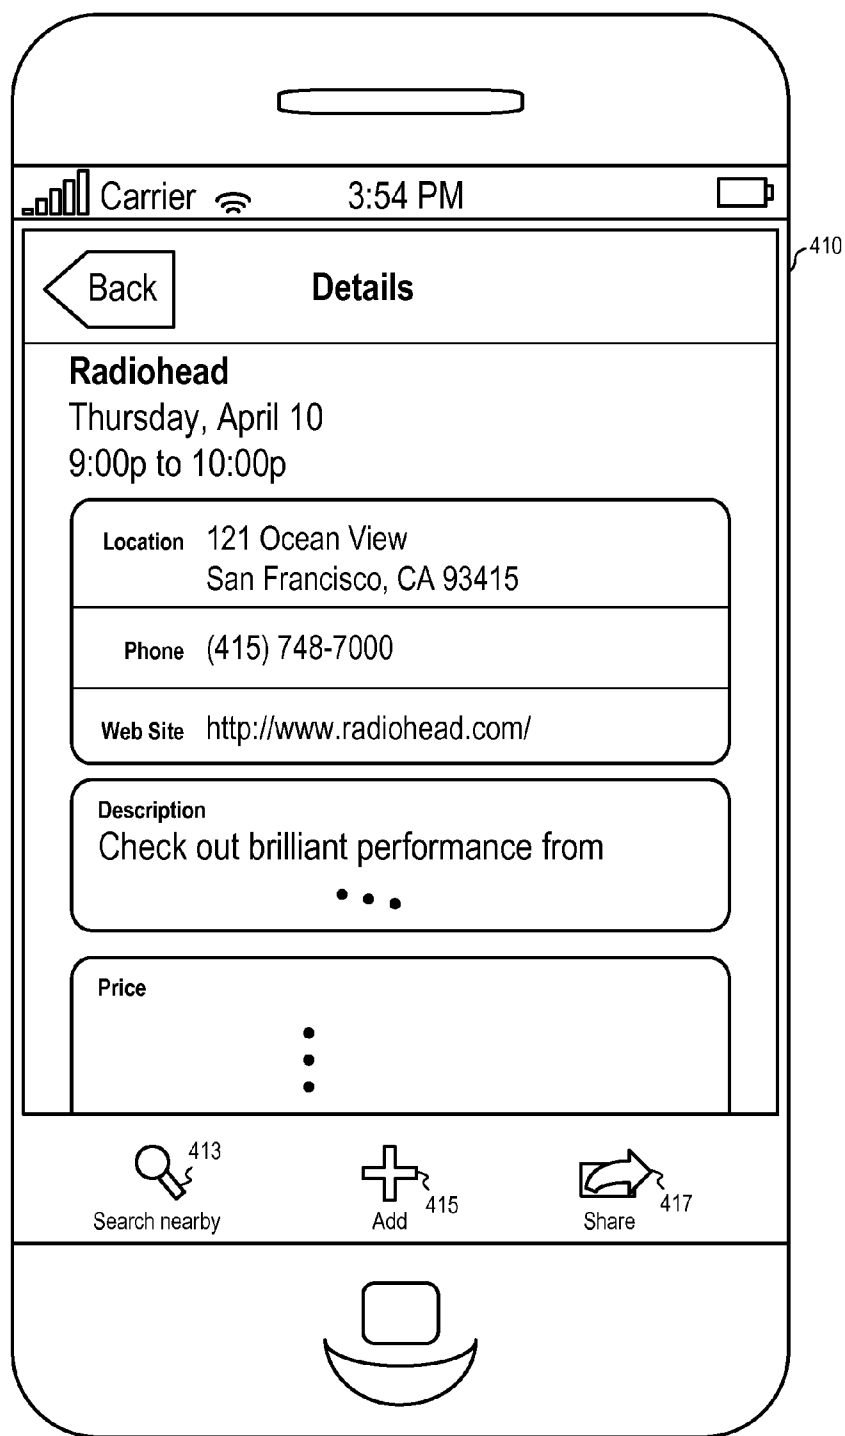 Carrier 3:54 PM
410
Back Details
Radiohead
Thursday, April 10
9:00p to 10:00p
Location 121 Ocean View
San Francisco, CA 93415
Phone (415) 748-7000
Web Site http://www.radiohead.com/
Description
Check out brilliant performance from
• • •
Price
413
415
417
Search nearby Add Share